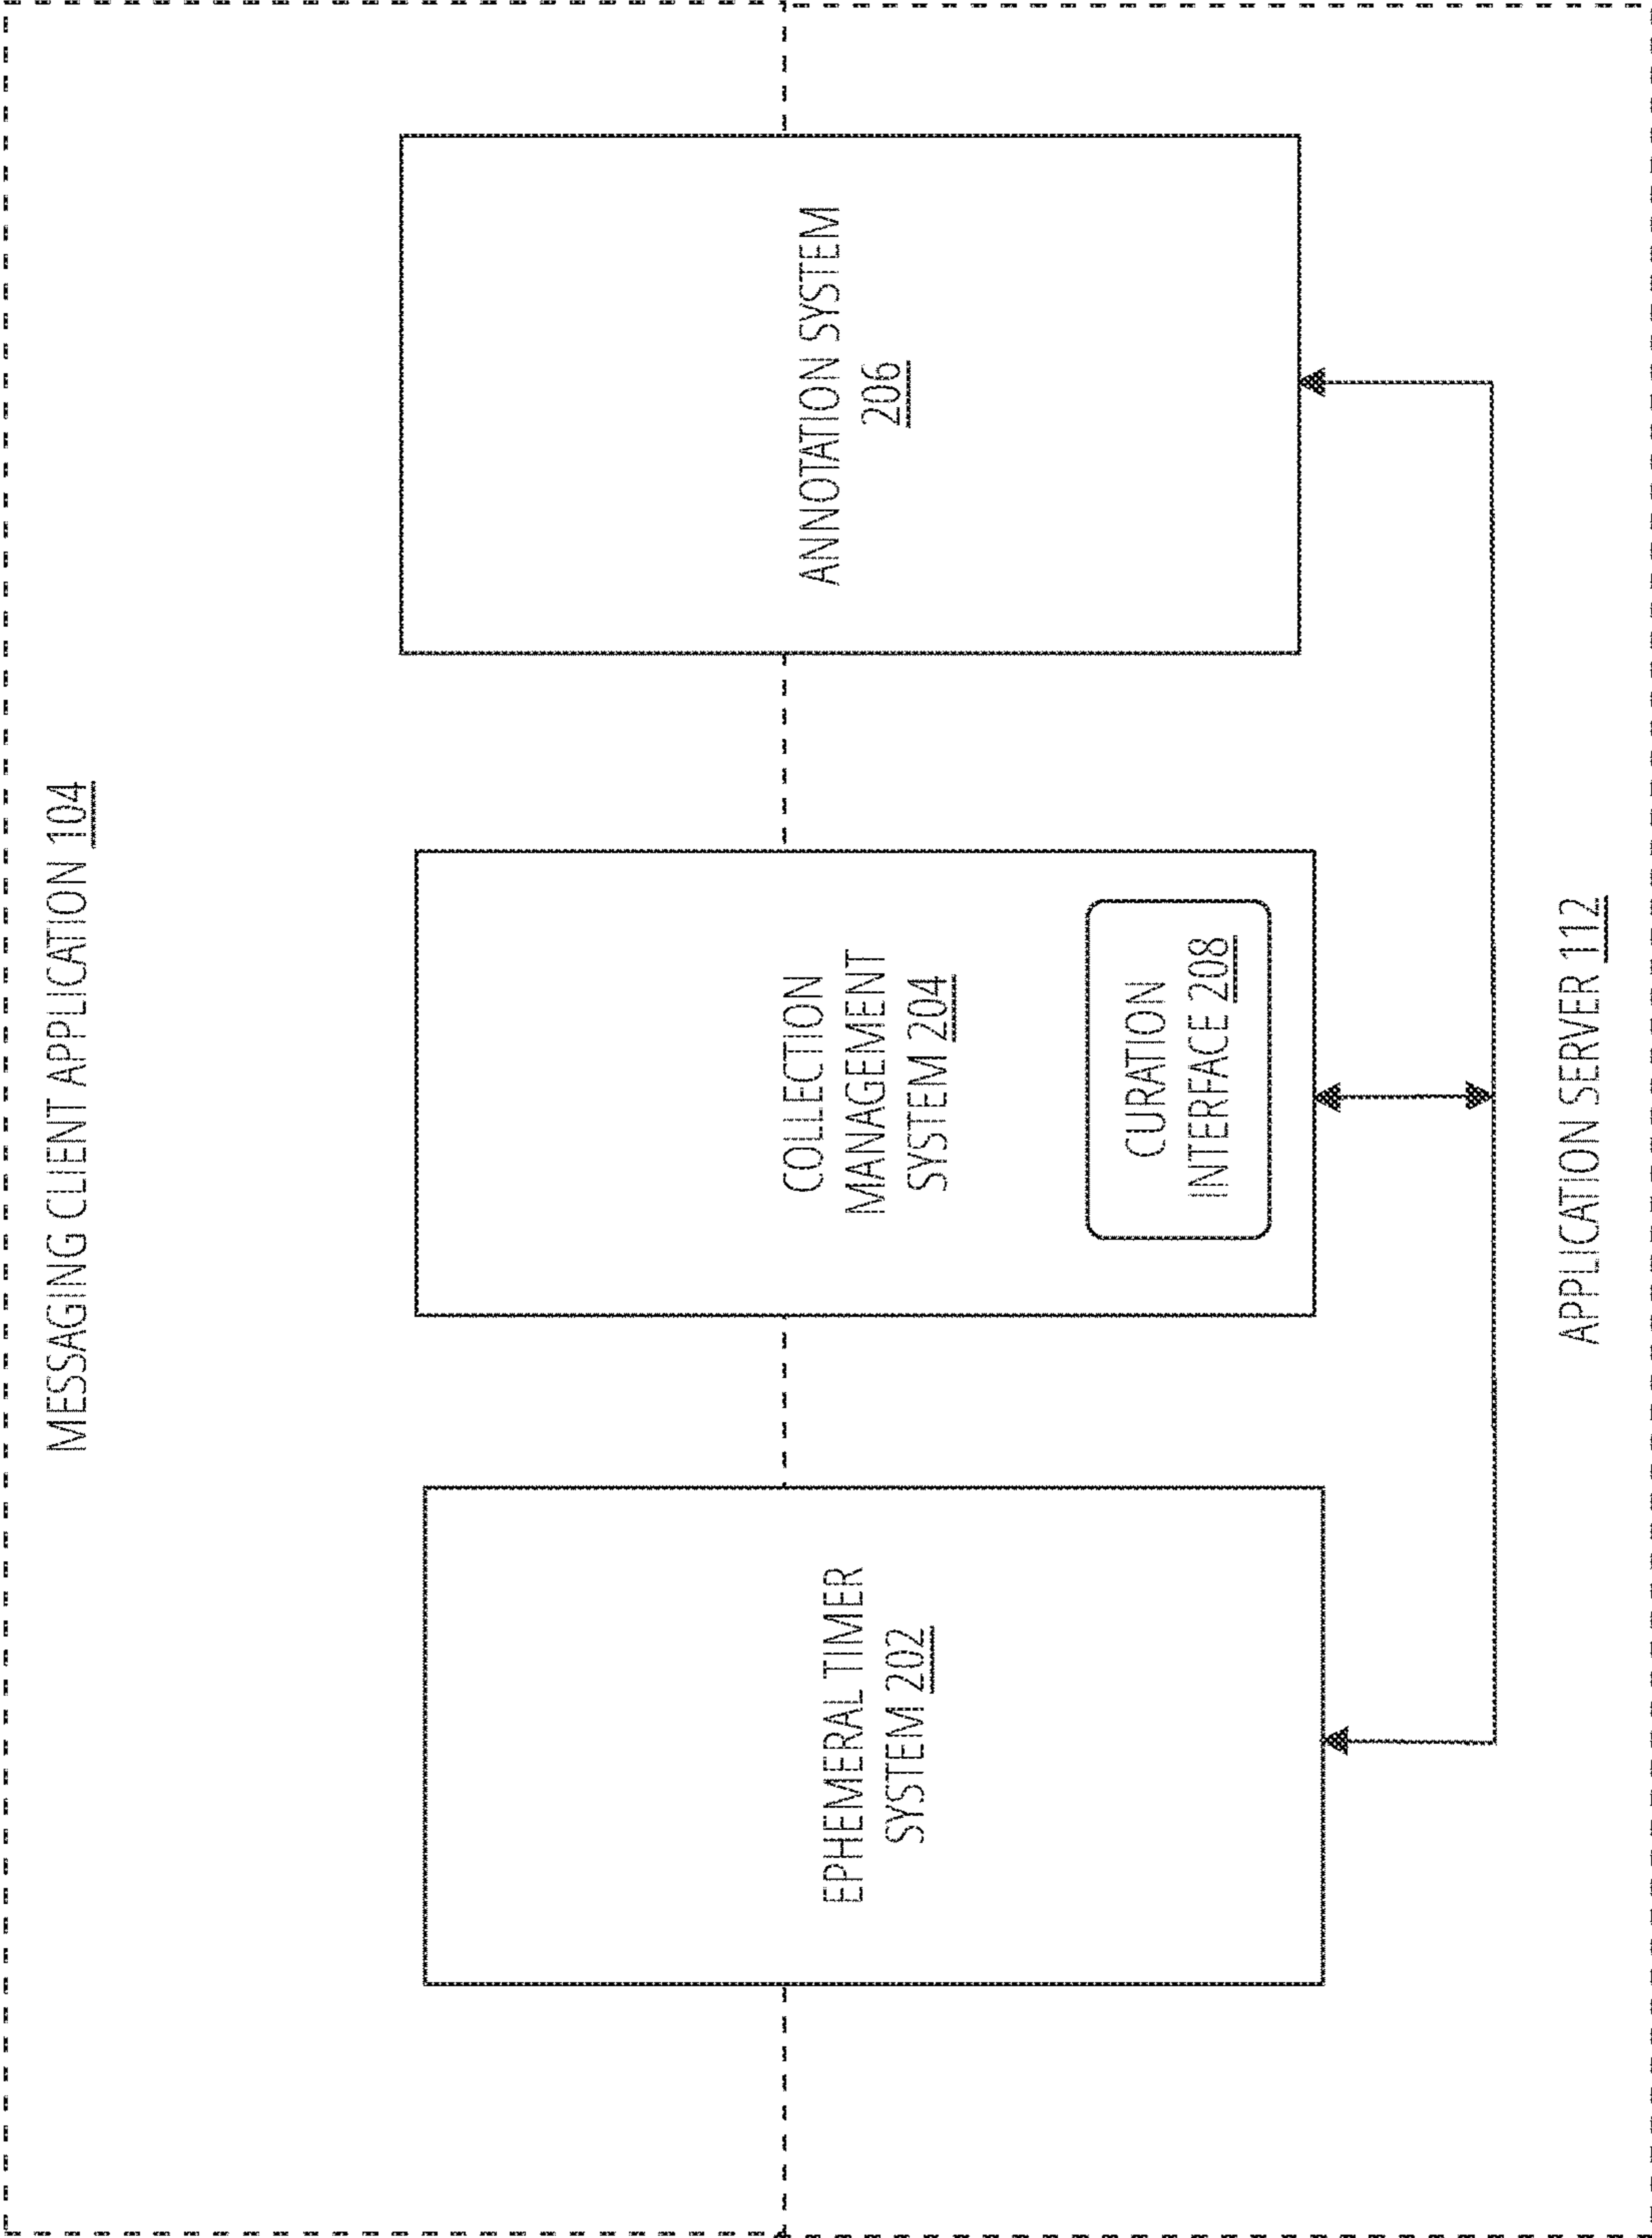 MESSAGING CLIENT APPLICATION 104
EPHEMERAL TIMER
SYSTEM 202
COLLECTION
MANAGEMENT
SYSTEM 204
CURATION
INTERFACE 208
ANNOTATION SYSTEM
206
APPLICATION SERVER 112